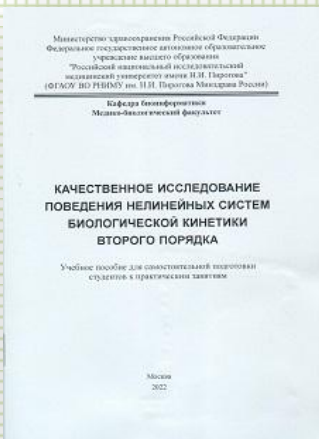 Министерство здравоохранения Российской Федерации
Федеральное государственное автономное образовательное
учреждение высшего образования
"Российский национальный исследовательский
медицинский университет имени Н.И. Пирогова"
(ФГАОУ ВО РНИМУ им. Н.И. Пирогова Минздрава России)
Кафедра биоинформатики
Медико-биологический факультет
КАЧЕСТВЕННОЕ ИССЛЕДОВАНИЕ
ПОВЕДЕНИЯ НЕЛИНЕЙНЫХ СИСТЕМ
БИОЛОГИЧЕСКОЙ КИНЕТИКИ
ВТОРОГО ПОРЯДКА
Учебное пособие для самостоятельной подготовки
студентов к практическим занятиям
Москва
2022